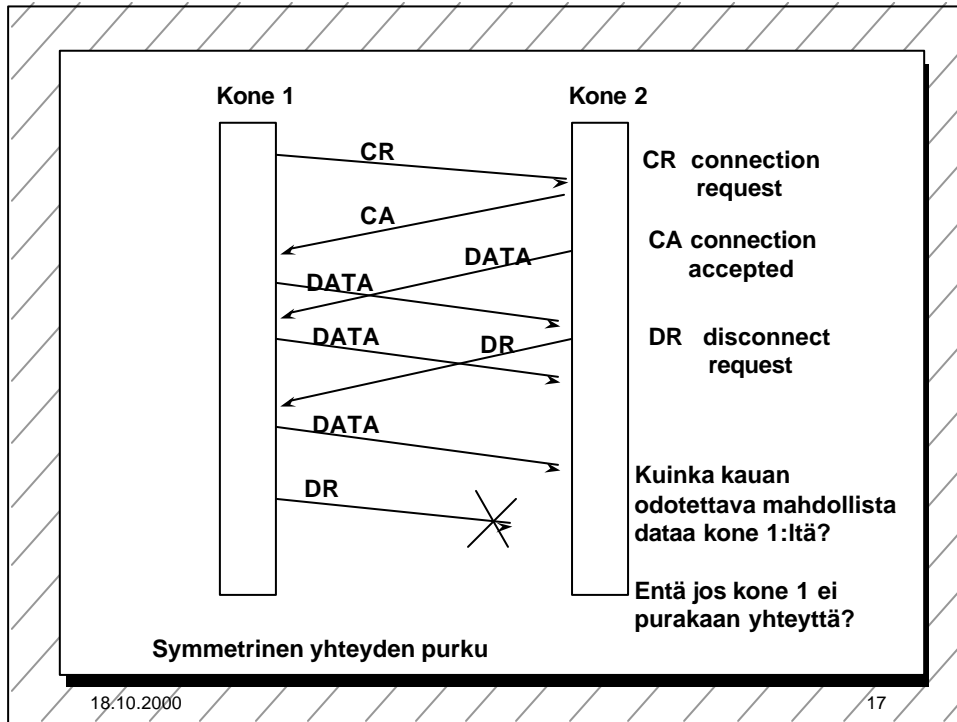 Kone 1
Kone 2
CR
CR connection
request
CA
CA connection
accepted
DATA
DATA
DATA
DR
DR disconnect
request
DATA
DR
Kuinka kauan
odotettava mahdollista
dataa kone 1:ltä?
Entä jos kone 1 ei
purakaan yhteyttä?
Symmetrinen yhteyden purku
18.10.2000
17